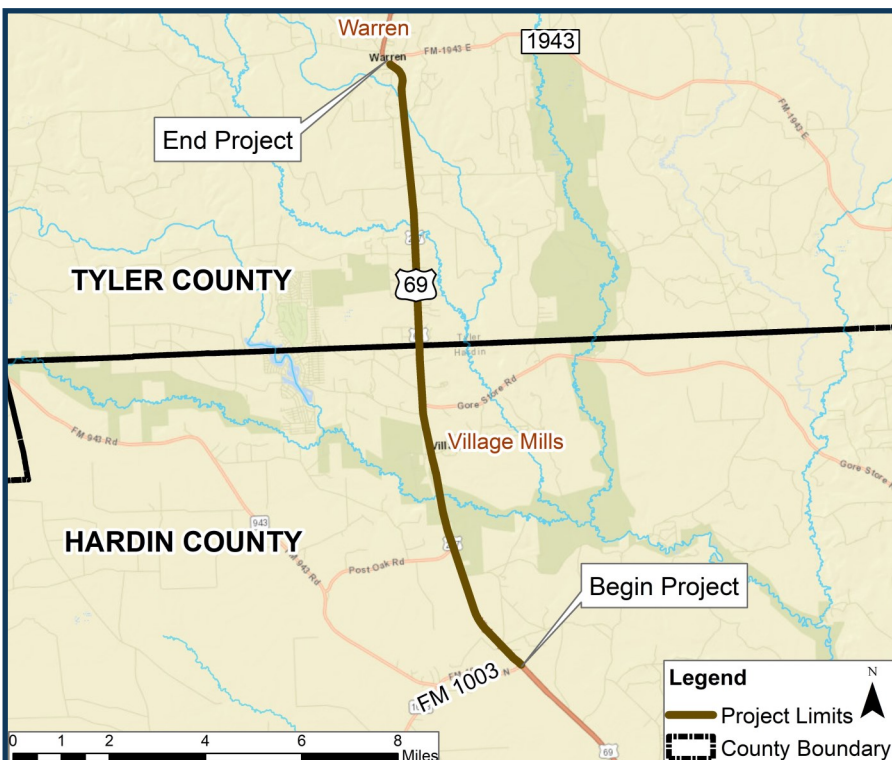 Warren
1943
Warren
FM-1943 E
End Project
FM-1943 E
TYLER COUNTY
69
Tyler
Hardin
Gore Store Rd
FM 943 Rd
Village Mills
Gore Store
943
HARDIN COUNTY
FM 943 Rd
Post Oak Rd
Begin Project
FM 1003
N
Legend
N
Project Limits
County Boundary
69
0 1 2 4 6 8
Miles